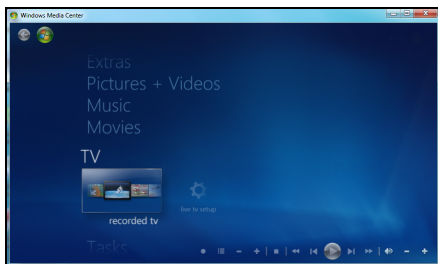 Windows Media Center
Extras
Pictures + Videos
Music
Movies
TV
recorded tv
live tv setup
Tasks